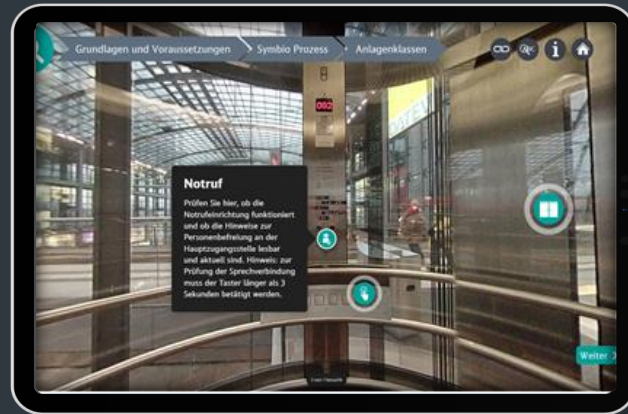 Grundlagen und Voraussetzungen
Symbio Prozess
Anlagenklassen
092
DATEV
Notruf
Prüfen Sie hier, ob die
Notrufeinrichtung funktioniert
und ob die Hinweise zur
Personenbefreiung an der
Hauptzugangsstelle lesbar
und aktuell sind. Hinweis: zur
Prüfung der Sprechverbindung
muss der Taster länger als 3
Sekunden betätigt werden.
Weiter